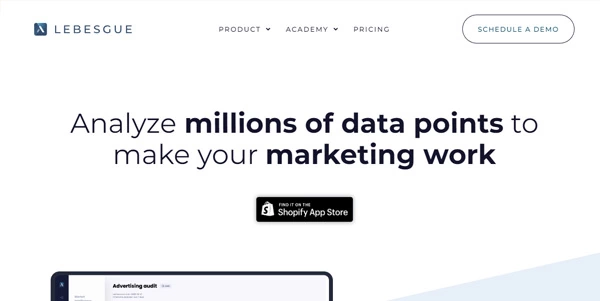 LEBESGUE
PRODUCT
ACADEMY
PRICING
SCHEDULE A DEMO
Analyze millions of data points to
make your marketing work
FIND IT ON THE
Shopify App Store
Advertising audit